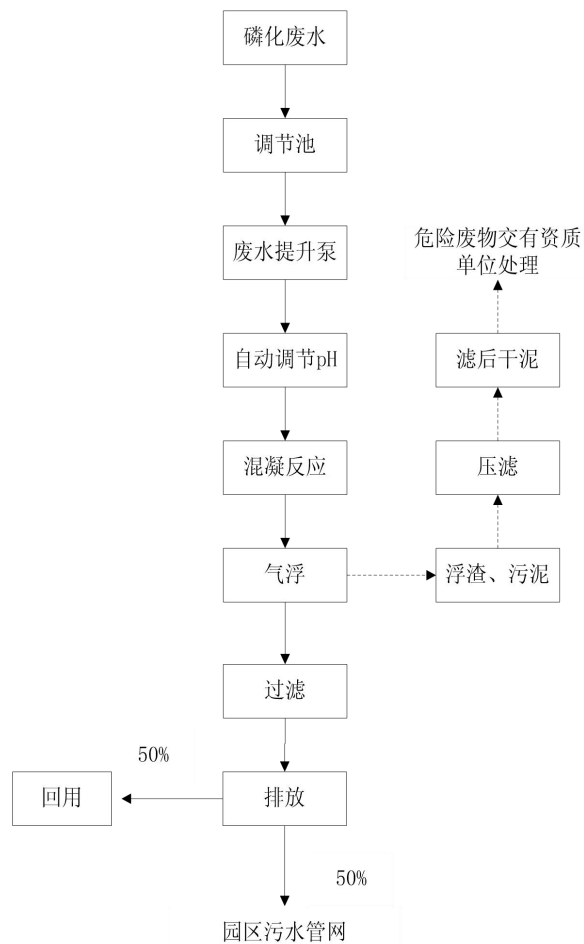 磷化废水
调节池
废水提升泵
危险废物交有资质
单位处理
自动调节pH
滤后干泥
混凝反应
压滤
气浮
浮渣、污泥
过滤
50%
回用
排放
50%
园区污水管网